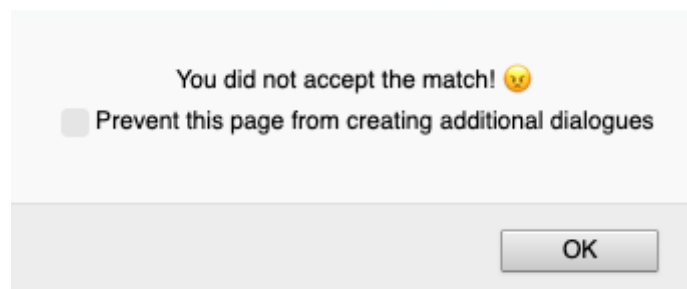 You did not accept the match! 😠
Prevent this page from creating additional dialogues
OK